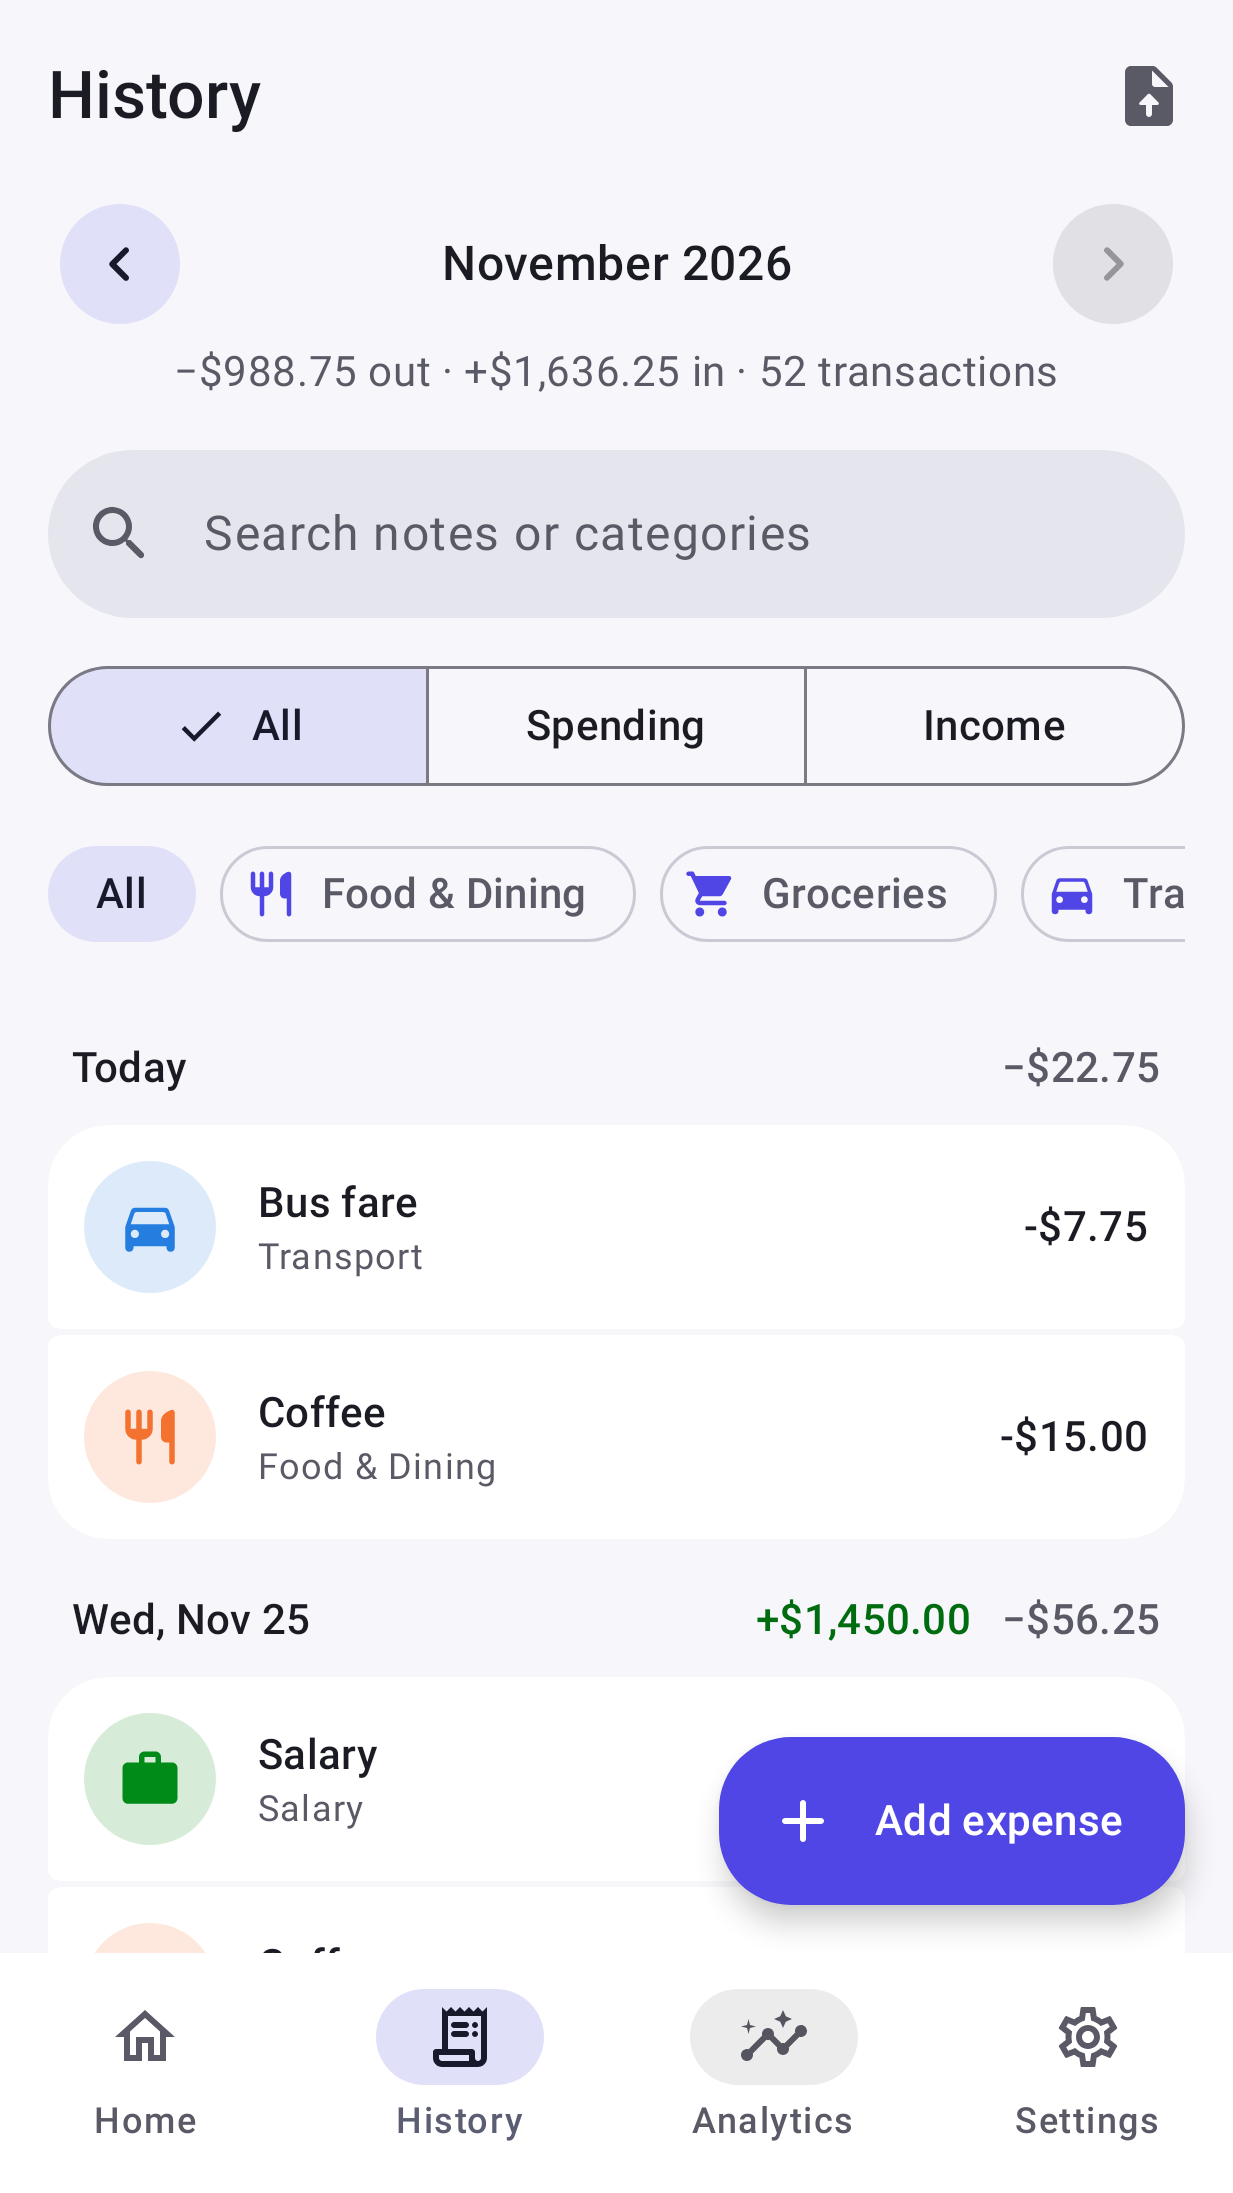 History
November 2026
−$988.75 out · +$1,636.25 in · 52 transactions
Search notes or categories
All
Spending
Income
All
Food & Dining
Groceries
Tra
Today
−$22.75
Bus fare
Transport
-$7.75
Coffee
Food & Dining
-$15.00
Wed, Nov 25
+$1,450.00 −$56.25
Salary
Salary
Add expense
Home
History
Analytics
Settings